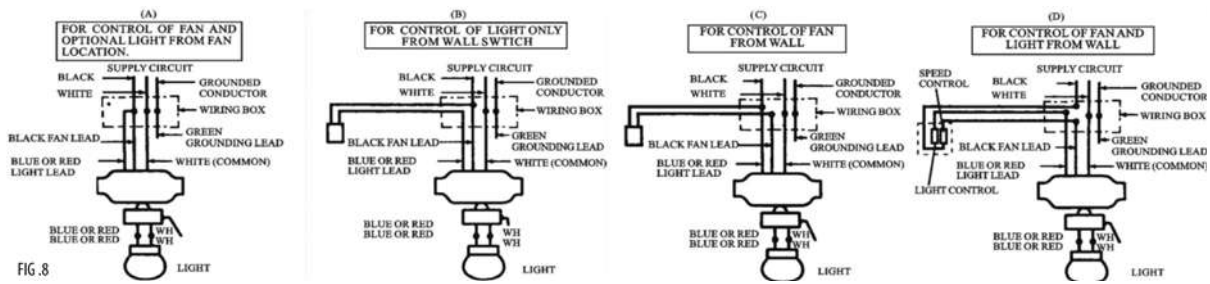 (A)
FOR CONTROL OF FAN AND
OPTIONAL LIGHT FROM FAN
LOCATION.
SUPPLY CIRCUIT
BLACK
WHITE
GROUNDED
CONDUCTOR
WIRING BOX
BLACK FAN LEAD
GREEN
GROUNDING LEAD
BLUE OR RED
LIGHT LEAD
WHITE (COMMON)
BLUE OR RED
BLUE OR RED
WH
WH
LIGHT
FIG.8
(B)
FOR CONTROL OF LIGHT ONLY
FROM WALL SWTICH
SUPPLY CIRCUIT
BLACK
WHITE
GROUNDED
CONDUCTOR
WIRING BOX
BLACK FAN LEAD
GREEN
GROUNDING LEAD
BLUE OR RED
LIGHT LEAD
WHITE (COMMON)
BLUE OR RED
BLUE OR RED
WH
WH
LIGHT
(C)
FOR CONTROL OF FAN
FROM WALL
SUPPLY CIRCUIT
BLACK
WHITE
GROUNDED
CONDUCTOR
WIRING BOX
GREEN
GROUNDING LEAD
BLACK FAN LEAD
BLUE OR RED
LIGHT LEAD
WHITE (COMMON)
BLUE OR RED
BLUE OR RED
WH
WH
LIGHT
(D)
FOR CONTROL OF FAN AND
LIGHT FROM WALL
SUPPLY CIRCUIT
SPEED
CONTROL
BLACK
WHITE
GROUNDED
CONDUCTOR
WIRING BOX
GREEN
GROUNDING LEAD
BLACK FAN LEAD
BLUE OR RED
LIGHT LEAD
WHITE (COMMON)
LIGHT CONTROL
BLUE OR RED
BLUE OR RED
WH
WH
LIGHT